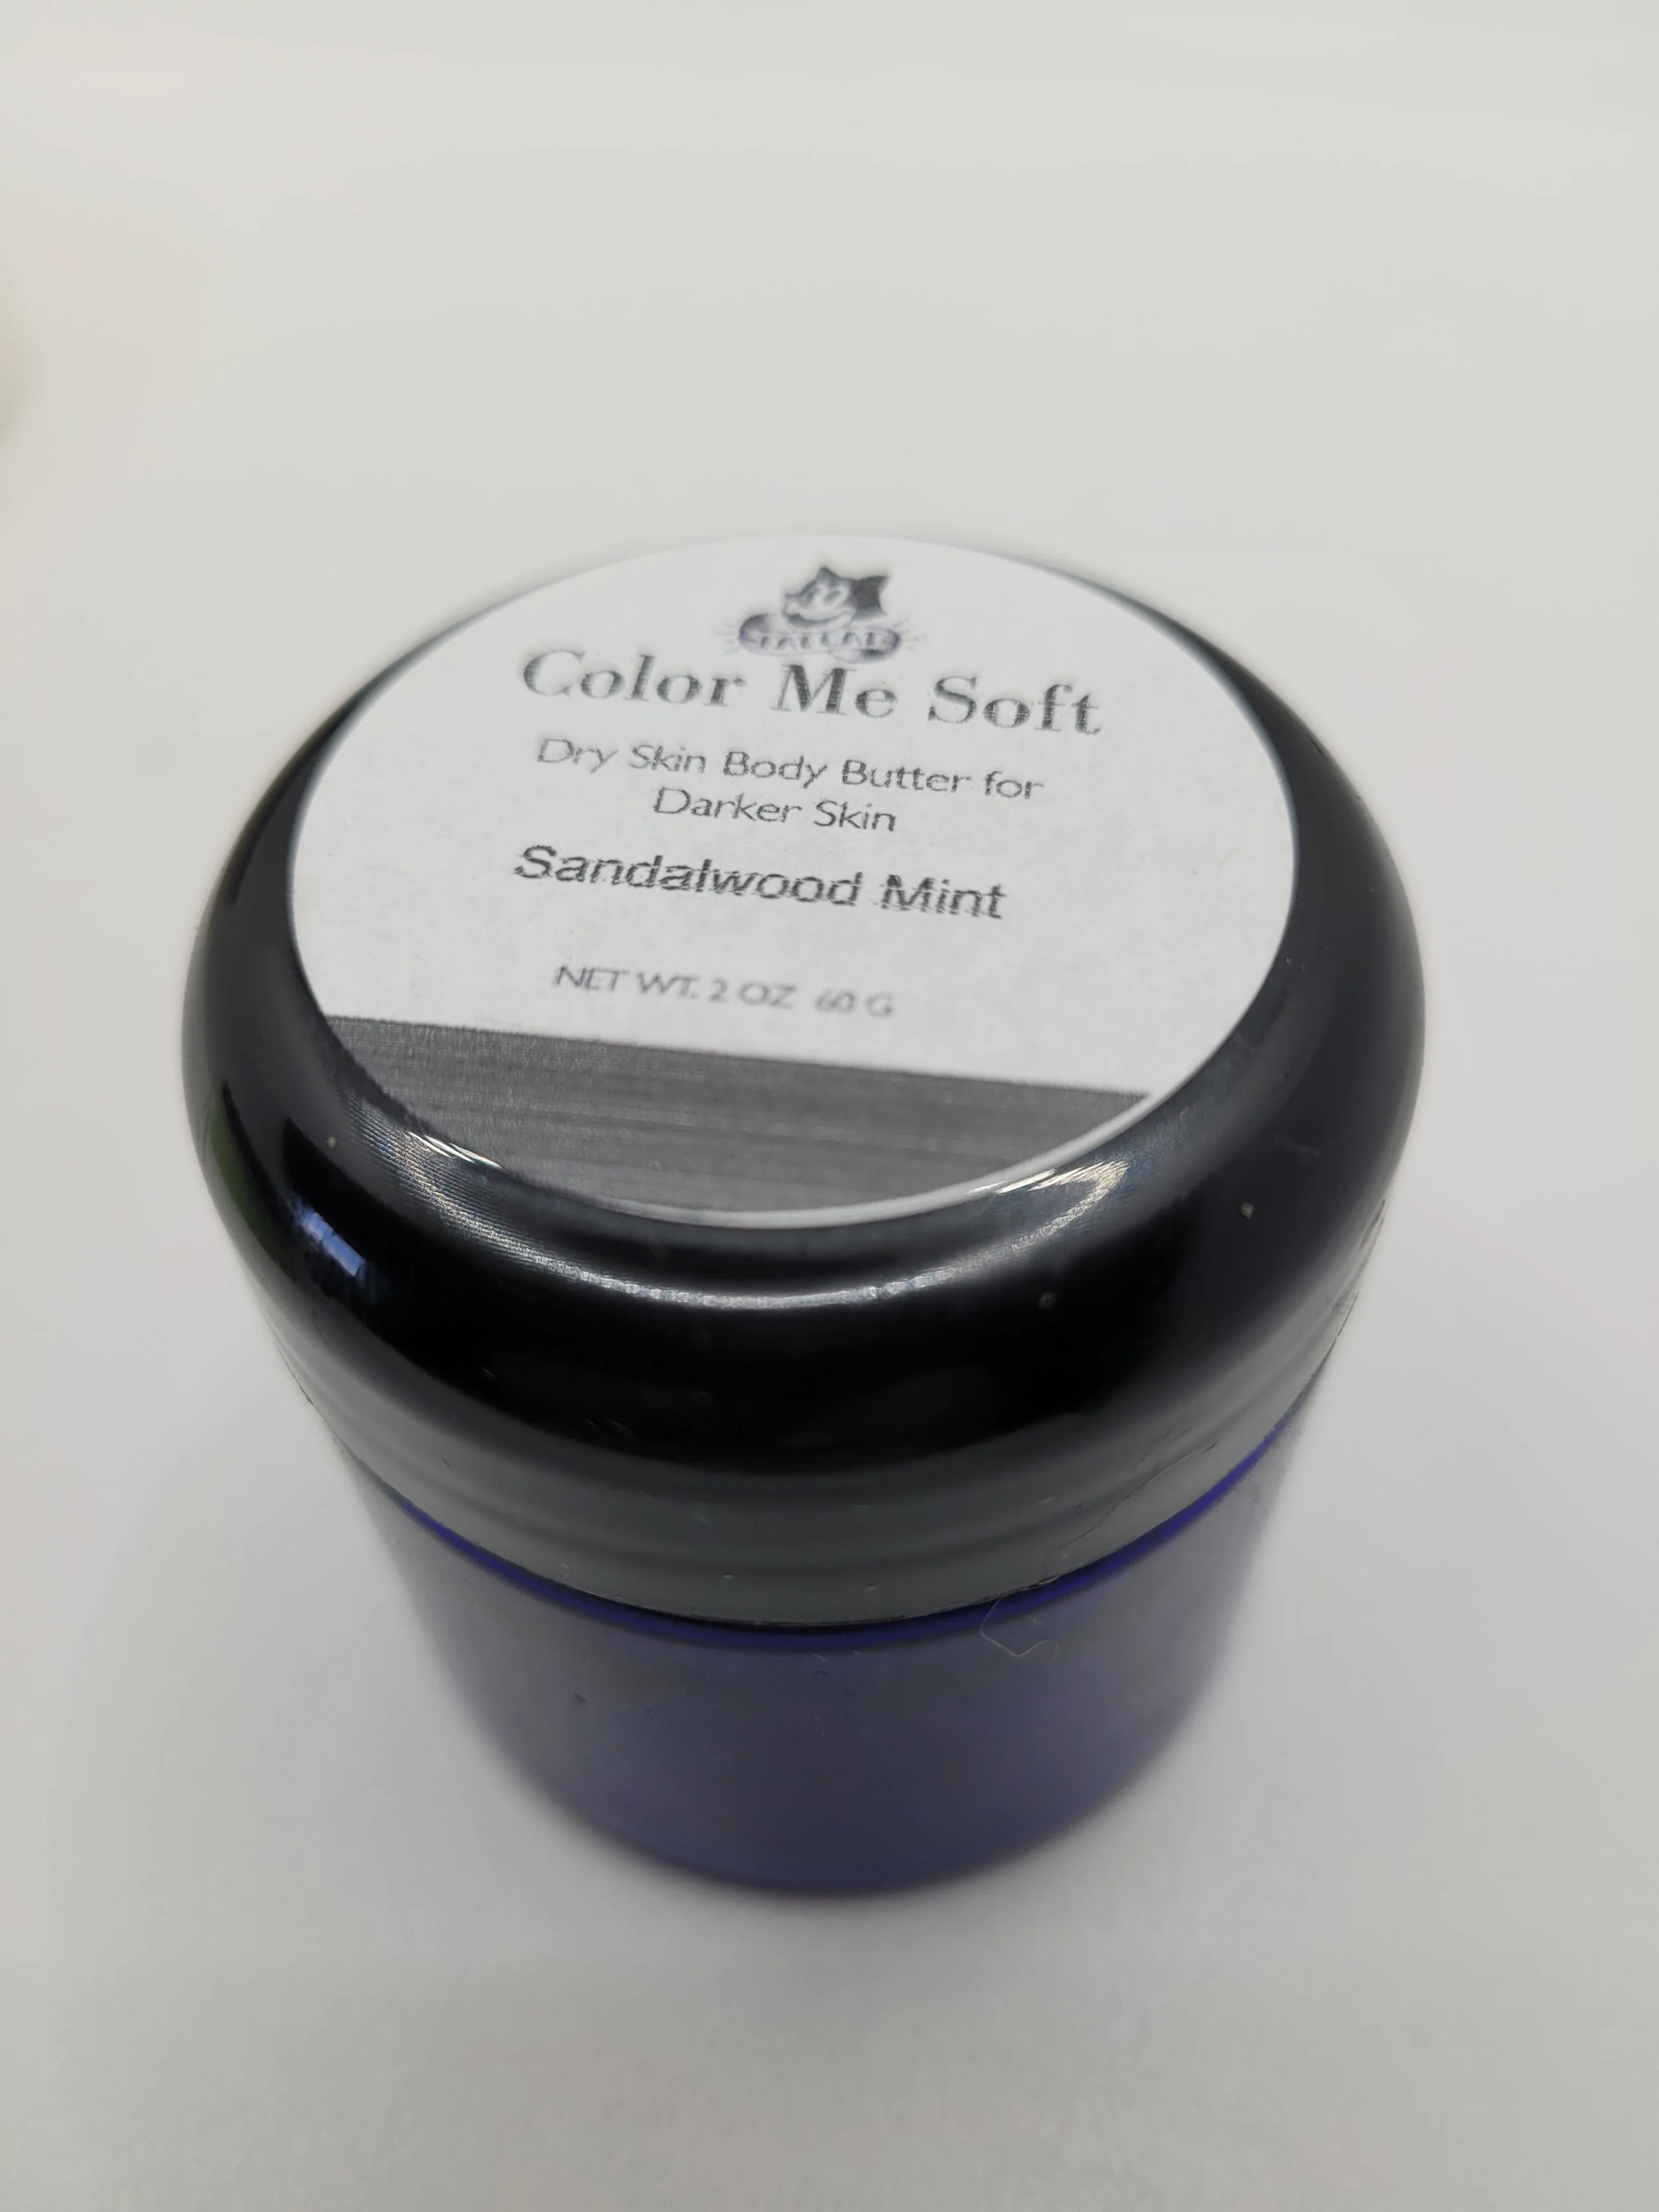 Color Me Soft
Dry Skin Body Butter for
Darker Skin
Sandalwood Mint
NET WT. 2 OZ 60 G